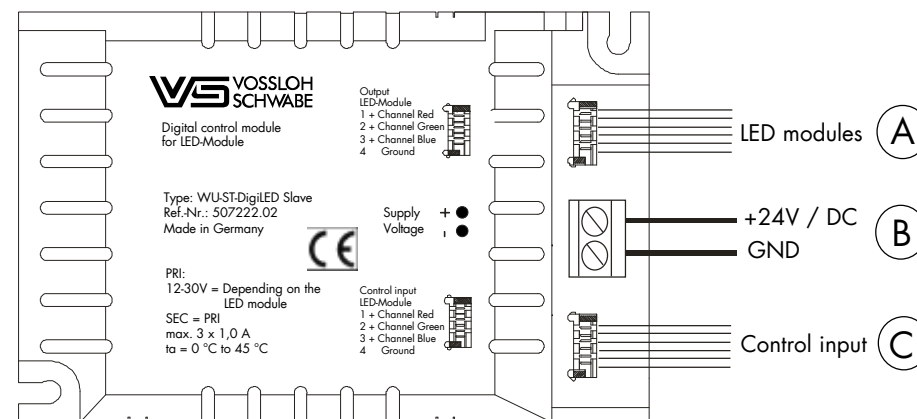 VS VOSSLOH
SCHWABE
Digital control module
for LED-Module
Type: WU-ST-DigiLED Slave
Ref.-Nr.: 507222.02
Made in Germany
CE
PRI:
12-30V = Depending on the
LED module
SEC = PRI
max. 3 x 1,0 A
ta = 0 °C to 45 °C
Output
LED-Module
1 + Channel Red
2 + Channel Green
3 + Channel Blue
4 Ground
Supply +
Voltage -
Control input
LED-Module
1 + Channel Red
2 + Channel Green
3 + Channel Blue
4 Ground
LED modules A
+24V / DC
GND
B
Control input C